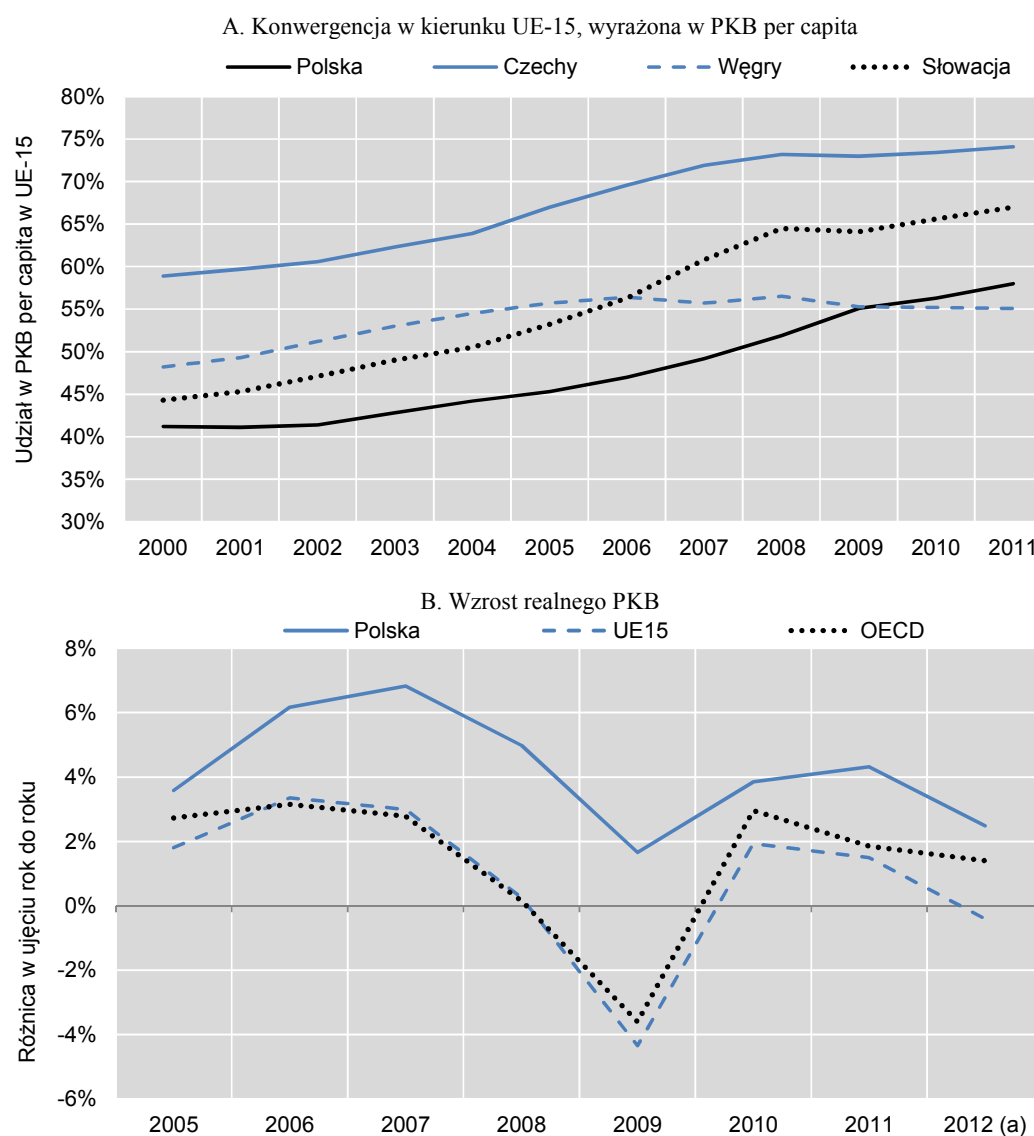 A. Konwergencja w kierunku UE-15, wyrażona w PKB per capita
Polska Czechy Węgry Słowacja
80%
75%
70%
65%
60%
55%
50%
45%
40%
35%
30%
Udział w PKB per capita w UE-15
2000 2001 2002 2003 2004 2005 2006 2007 2008 2009 2010 2011
B. Wzrost realnego PKB
Polska UE15 OECD
8%
6%
4%
2%
0%
-2%
-4%
-6%
Różnica w ujęciu rok do roku
2005 2006 2007 2008 2009 2010 2011 2012 (a)